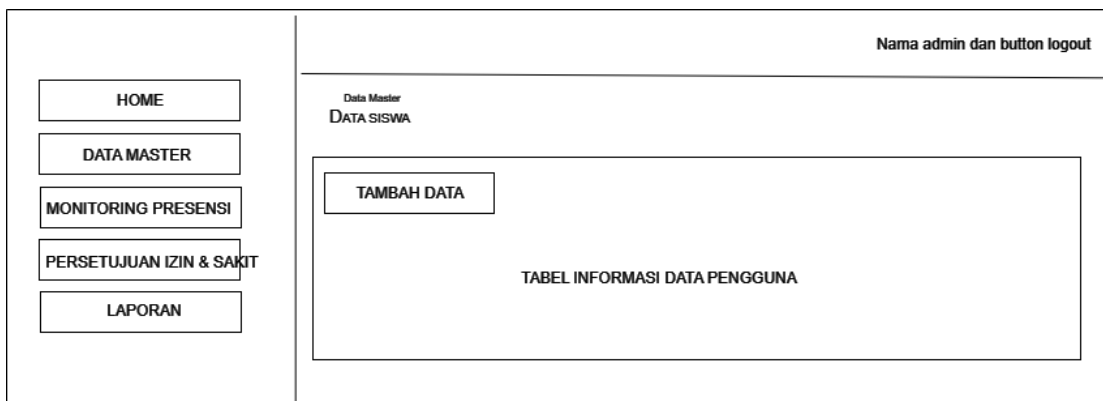 Nama admin dan button logout
HOME
DATA MASTER
MONITORING PRESENSI
PERSETUJUAN IZIN & SAKIT
LAPORAN
Data Master
DATA SISWA
TAMBAH DATA
TABEL INFORMASI DATA PENGGUNA